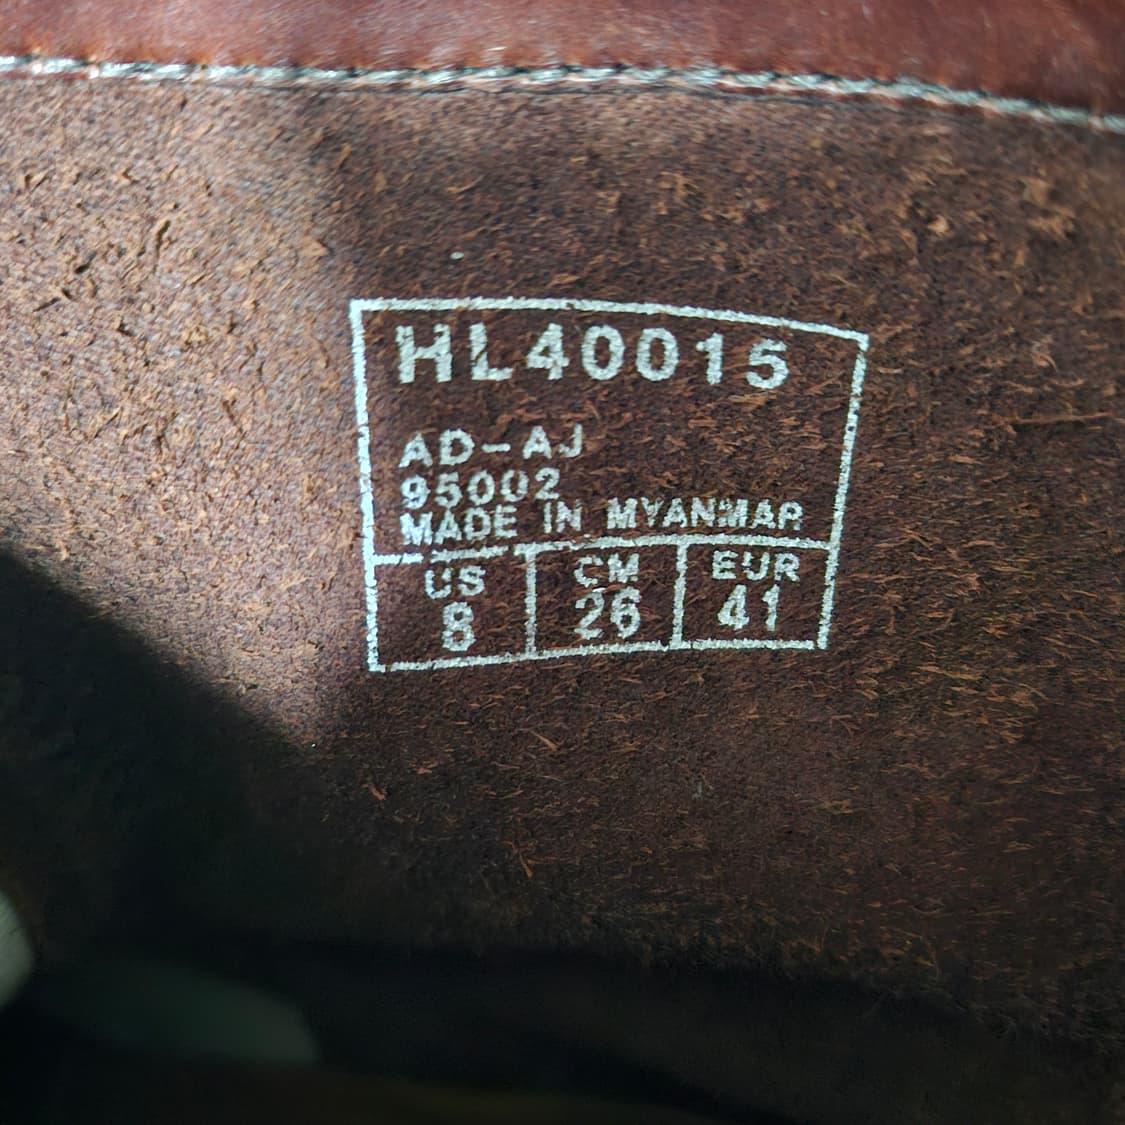 HL40015
AD-AJ
95002
MADE IN MYANMAR
US CM EUR
8 26 41